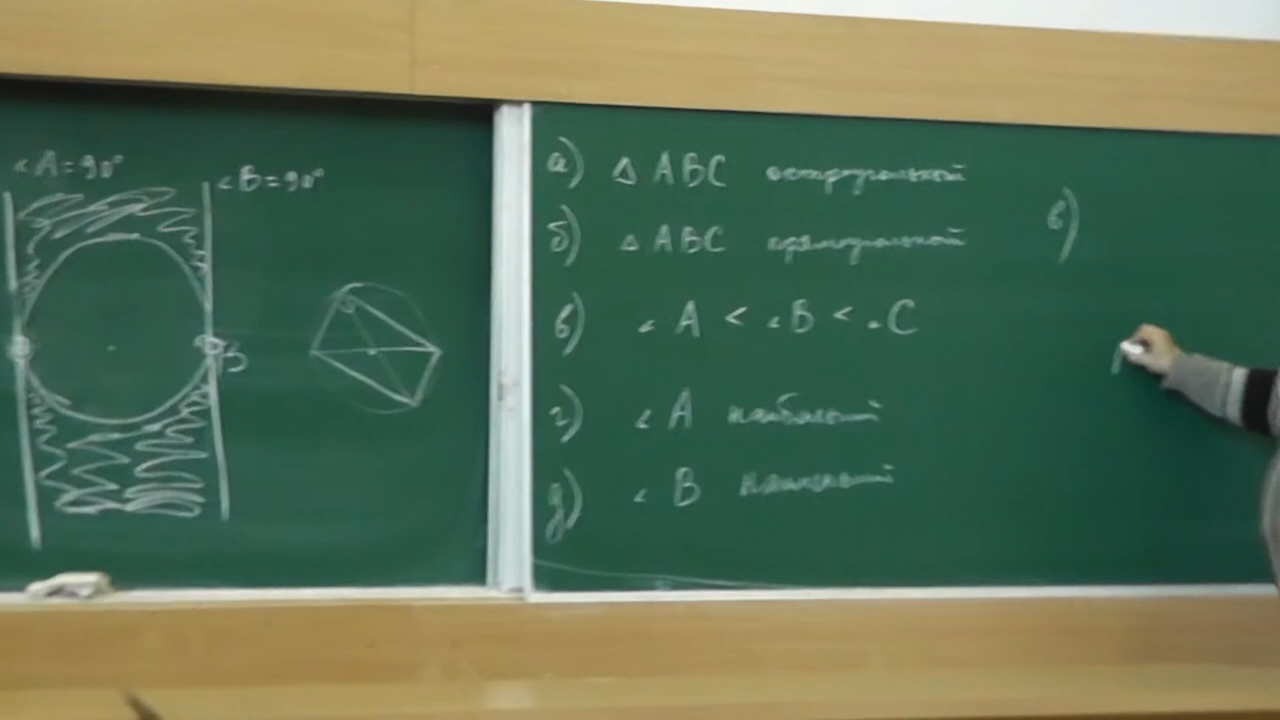 ∠A=90°
∠B=90°
B
а) △ ABC остроугольный
б) △ ABC прямоугольный
в) ∠A < ∠B < ∠C
г) ∠A наибольший
д) ∠B наименьший
в)